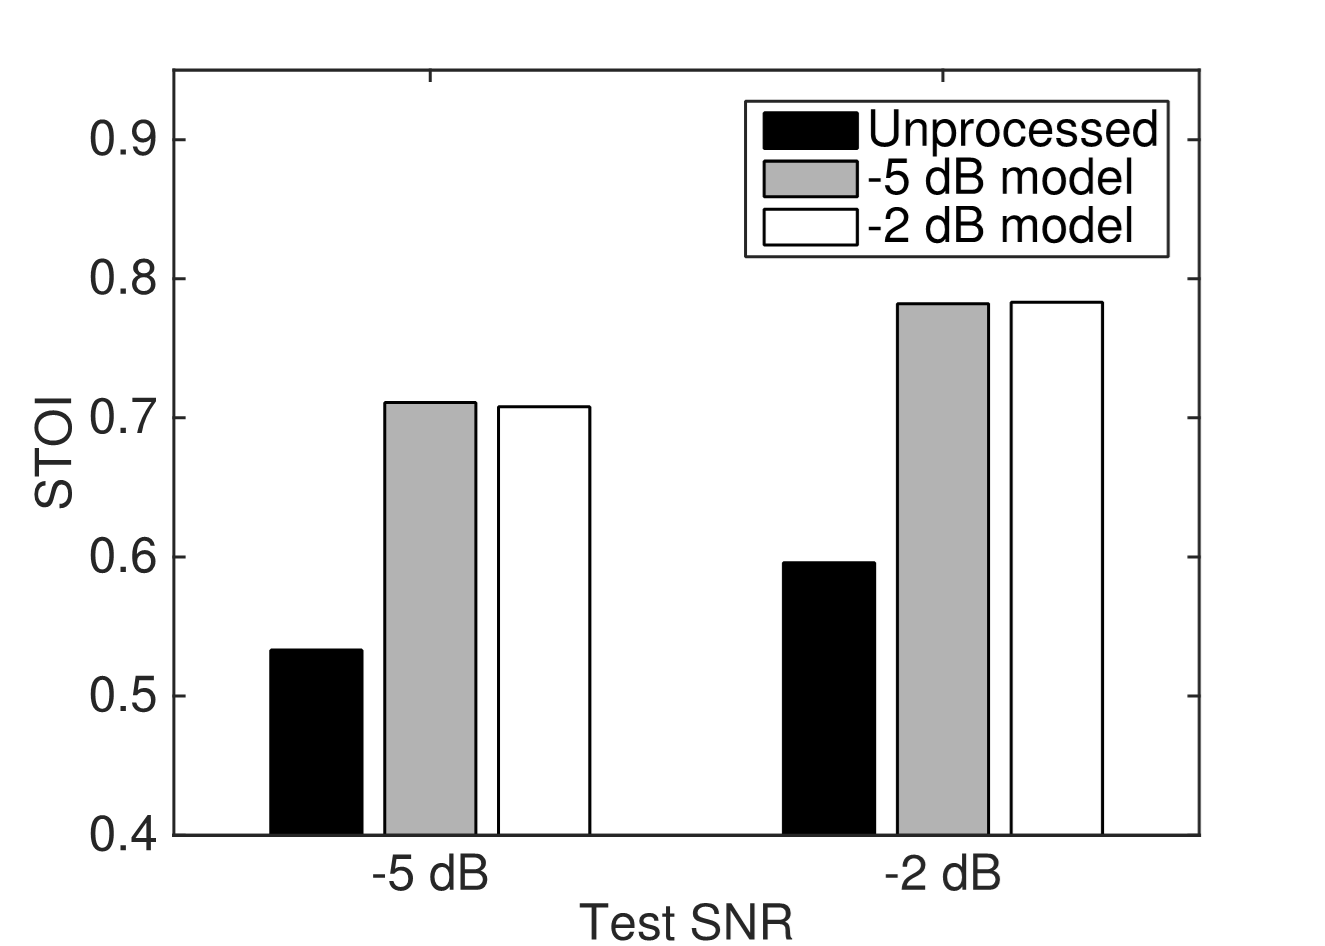 Unprocessed
-5 dB model
-2 dB model
0.9
0.8
0.7
0.6
0.5
0.4
STOI
-5 dB
-2 dB
Test SNR